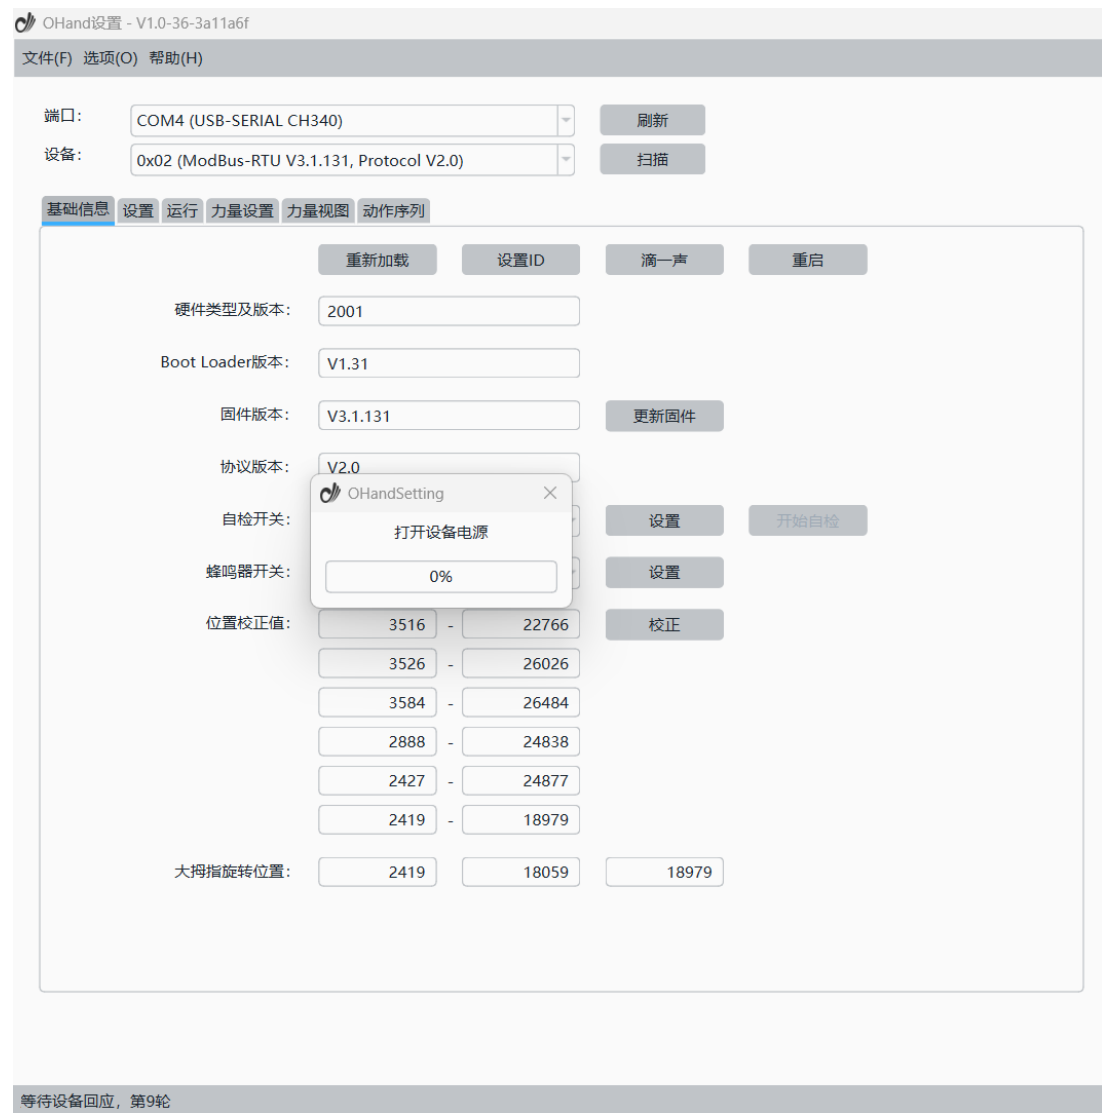 OHand设置 - V1.0-36-3a11a6f
文件(F) 选项(O) 帮助(H)
端口: COM4 (USB-SERIAL CH340) 刷新
设备: 0x02 (ModBus-RTU V3.1.131, Protocol V2.0) 扫描
基础信息 设置 运行 力量设置 力量视图 动作序列
重新加载 设置ID 滴一声 重启
硬件类型及版本: 2001
Boot Loader版本: V1.31
固件版本: V3.1.131 更新固件
协议版本: V2.0
OHandSetting
自检开关: 设置 开始自检
打开设备电源
蜂鸣器开关: 设置
0%
位置校正值: 3516 - 22766 校正
3526 - 26026
3584 - 26484
2888 - 24838
2427 - 24877
2419 - 18979
大拇指旋转位置: 2419 18059 18979
等待设备回应，第9轮